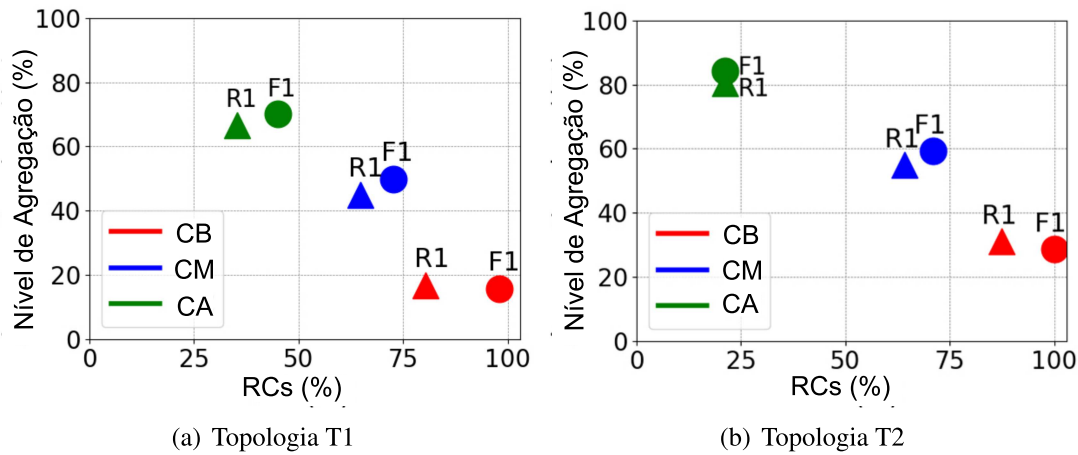 100
80
60
40
20
0
Nível de Agregação (%)
R1
F1
R1
F1
R1
F1
CB
CM
CA
0
25
50
75
100
RCs (%)
(a) Topologia T1
100
80
60
40
20
0
Nível de Agregação (%)
F1
R1
R1
F1
R1
F1
CB
CM
CA
0
25
50
75
100
RCs (%)
(b) Topologia T2